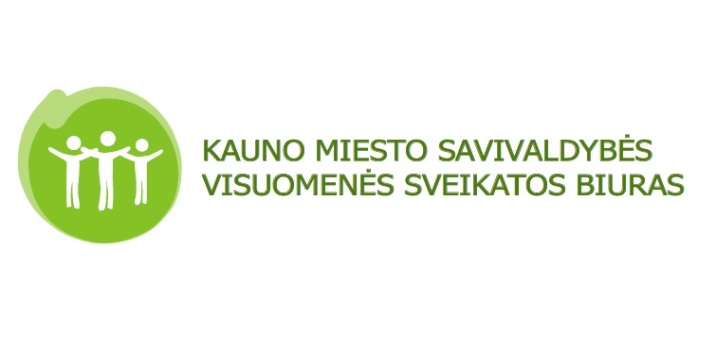 KAUNO MIESTO SAVIVALDYBĖS
VISUOMENĖS SVEIKATOS BIURAS